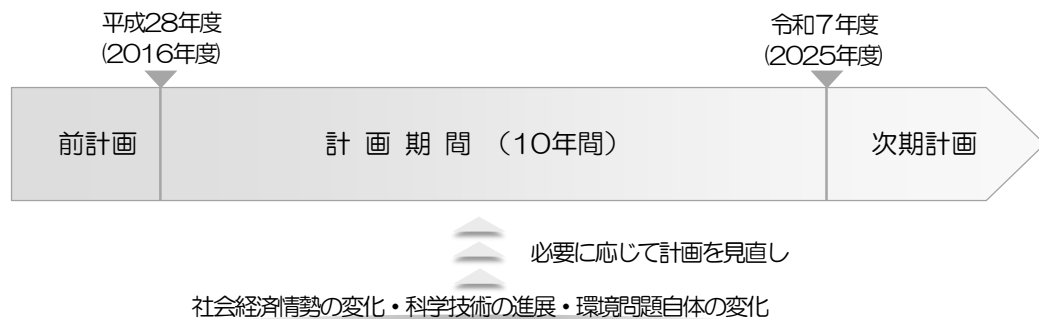 平成28年度
(2016年度)
令和７年度
(2025年度)
前計画
計画期間（10年間）
次期計画
必要に応じて計画を見直し
社会経済情勢の変化・科学技術の進展・環境問題自体の変化